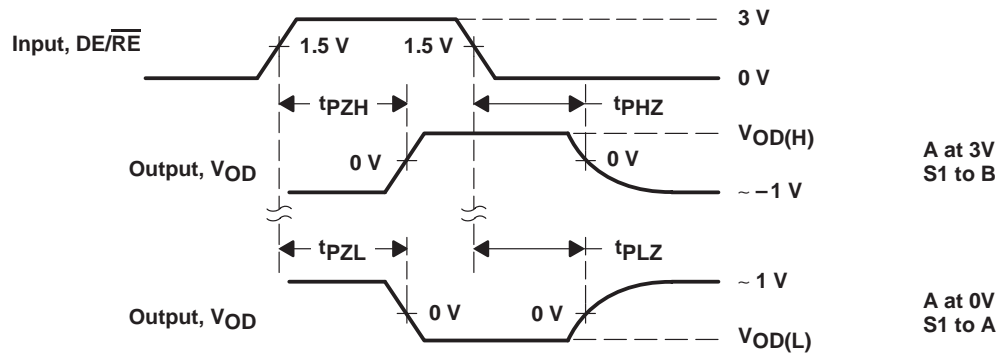 3 V
Input, DE/R̅E̅
1.5 V 1.5 V
0 V
tPZH tPHZ
VOD(H)
0 V 0 V
Output, VOD
A at 3V
S1 to B
~ –1 V
tPZL tPLZ
~ 1 V
0 V 0 V
Output, VOD
A at 0V
S1 to A
VOD(L)